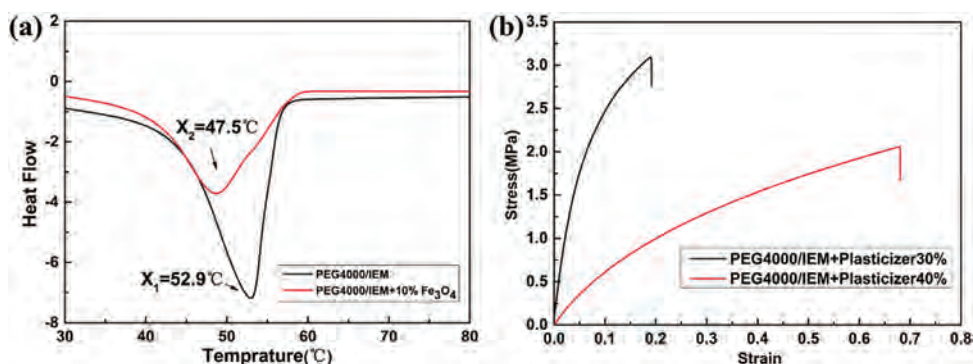 (a)
Heat Flow
0
-2
-4
-6
-8
X₂=47.5℃
X₁=52.9℃
PEG4000/IEM
PEG4000/IEM+10% Fe₃O₄
30 40 50 60 70 80
Temprature(℃)
(b)
Stress(MPa)
3.5
3.0
2.5
2.0
1.5
1.0
0.5
0.0
PEG4000/IEM+Plasticizer30%
PEG4000/IEM+Plasticizer40%
0.0 0.1 0.2 0.3 0.4 0.5 0.6 0.7 0.8
Strain